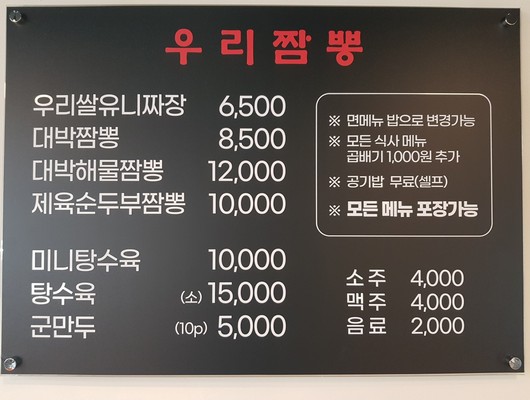 우리짬뽕
우리쌀유니짜장 6,500
대박짬뽕 8,500
대박해물짬뽕 12,000
제육순두부짬뽕 10,000
미니탕수육 10,000
탕수육 (소) 15,000
군만두 (10p) 5,000
※ 면메뉴 밥으로 변경가능
※ 모든 식사 메뉴
곱배기 1,000원 추가
※ 공기밥 무료(셀프)
※ 모든 메뉴 포장가능
소주 4,000
맥주 4,000
음료 2,000